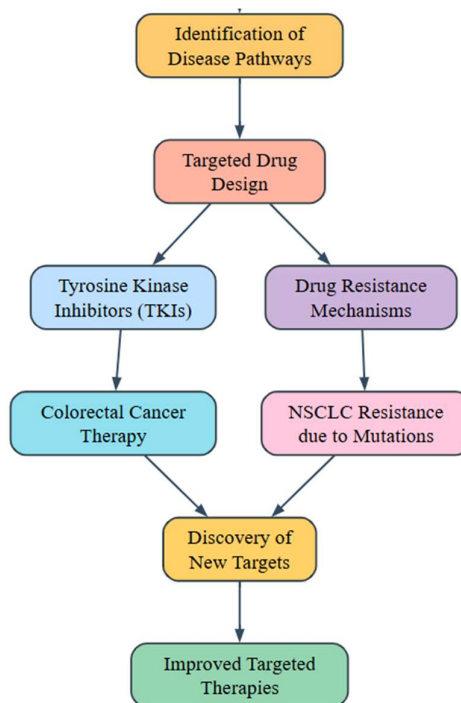 Identification of
Disease Pathways
Targeted Drug
Design
Tyrosine Kinase
Inhibitors (TKIs)
Drug Resistance
Mechanisms
Colorectal Cancer
Therapy
NSCLC Resistance
due to Mutations
Discovery of
New Targets
Improved Targeted
Therapies